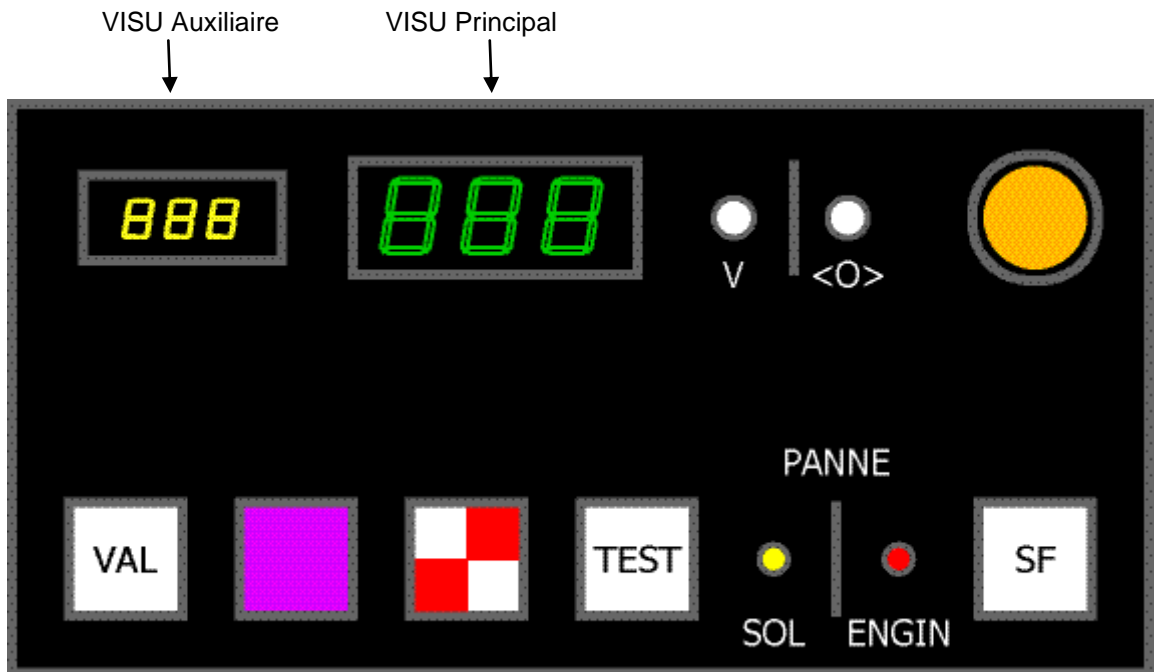 VISU Auxiliaire VISU Principal
888 888
V <O>
PANNE
VAL TEST SF
SOL ENGIN